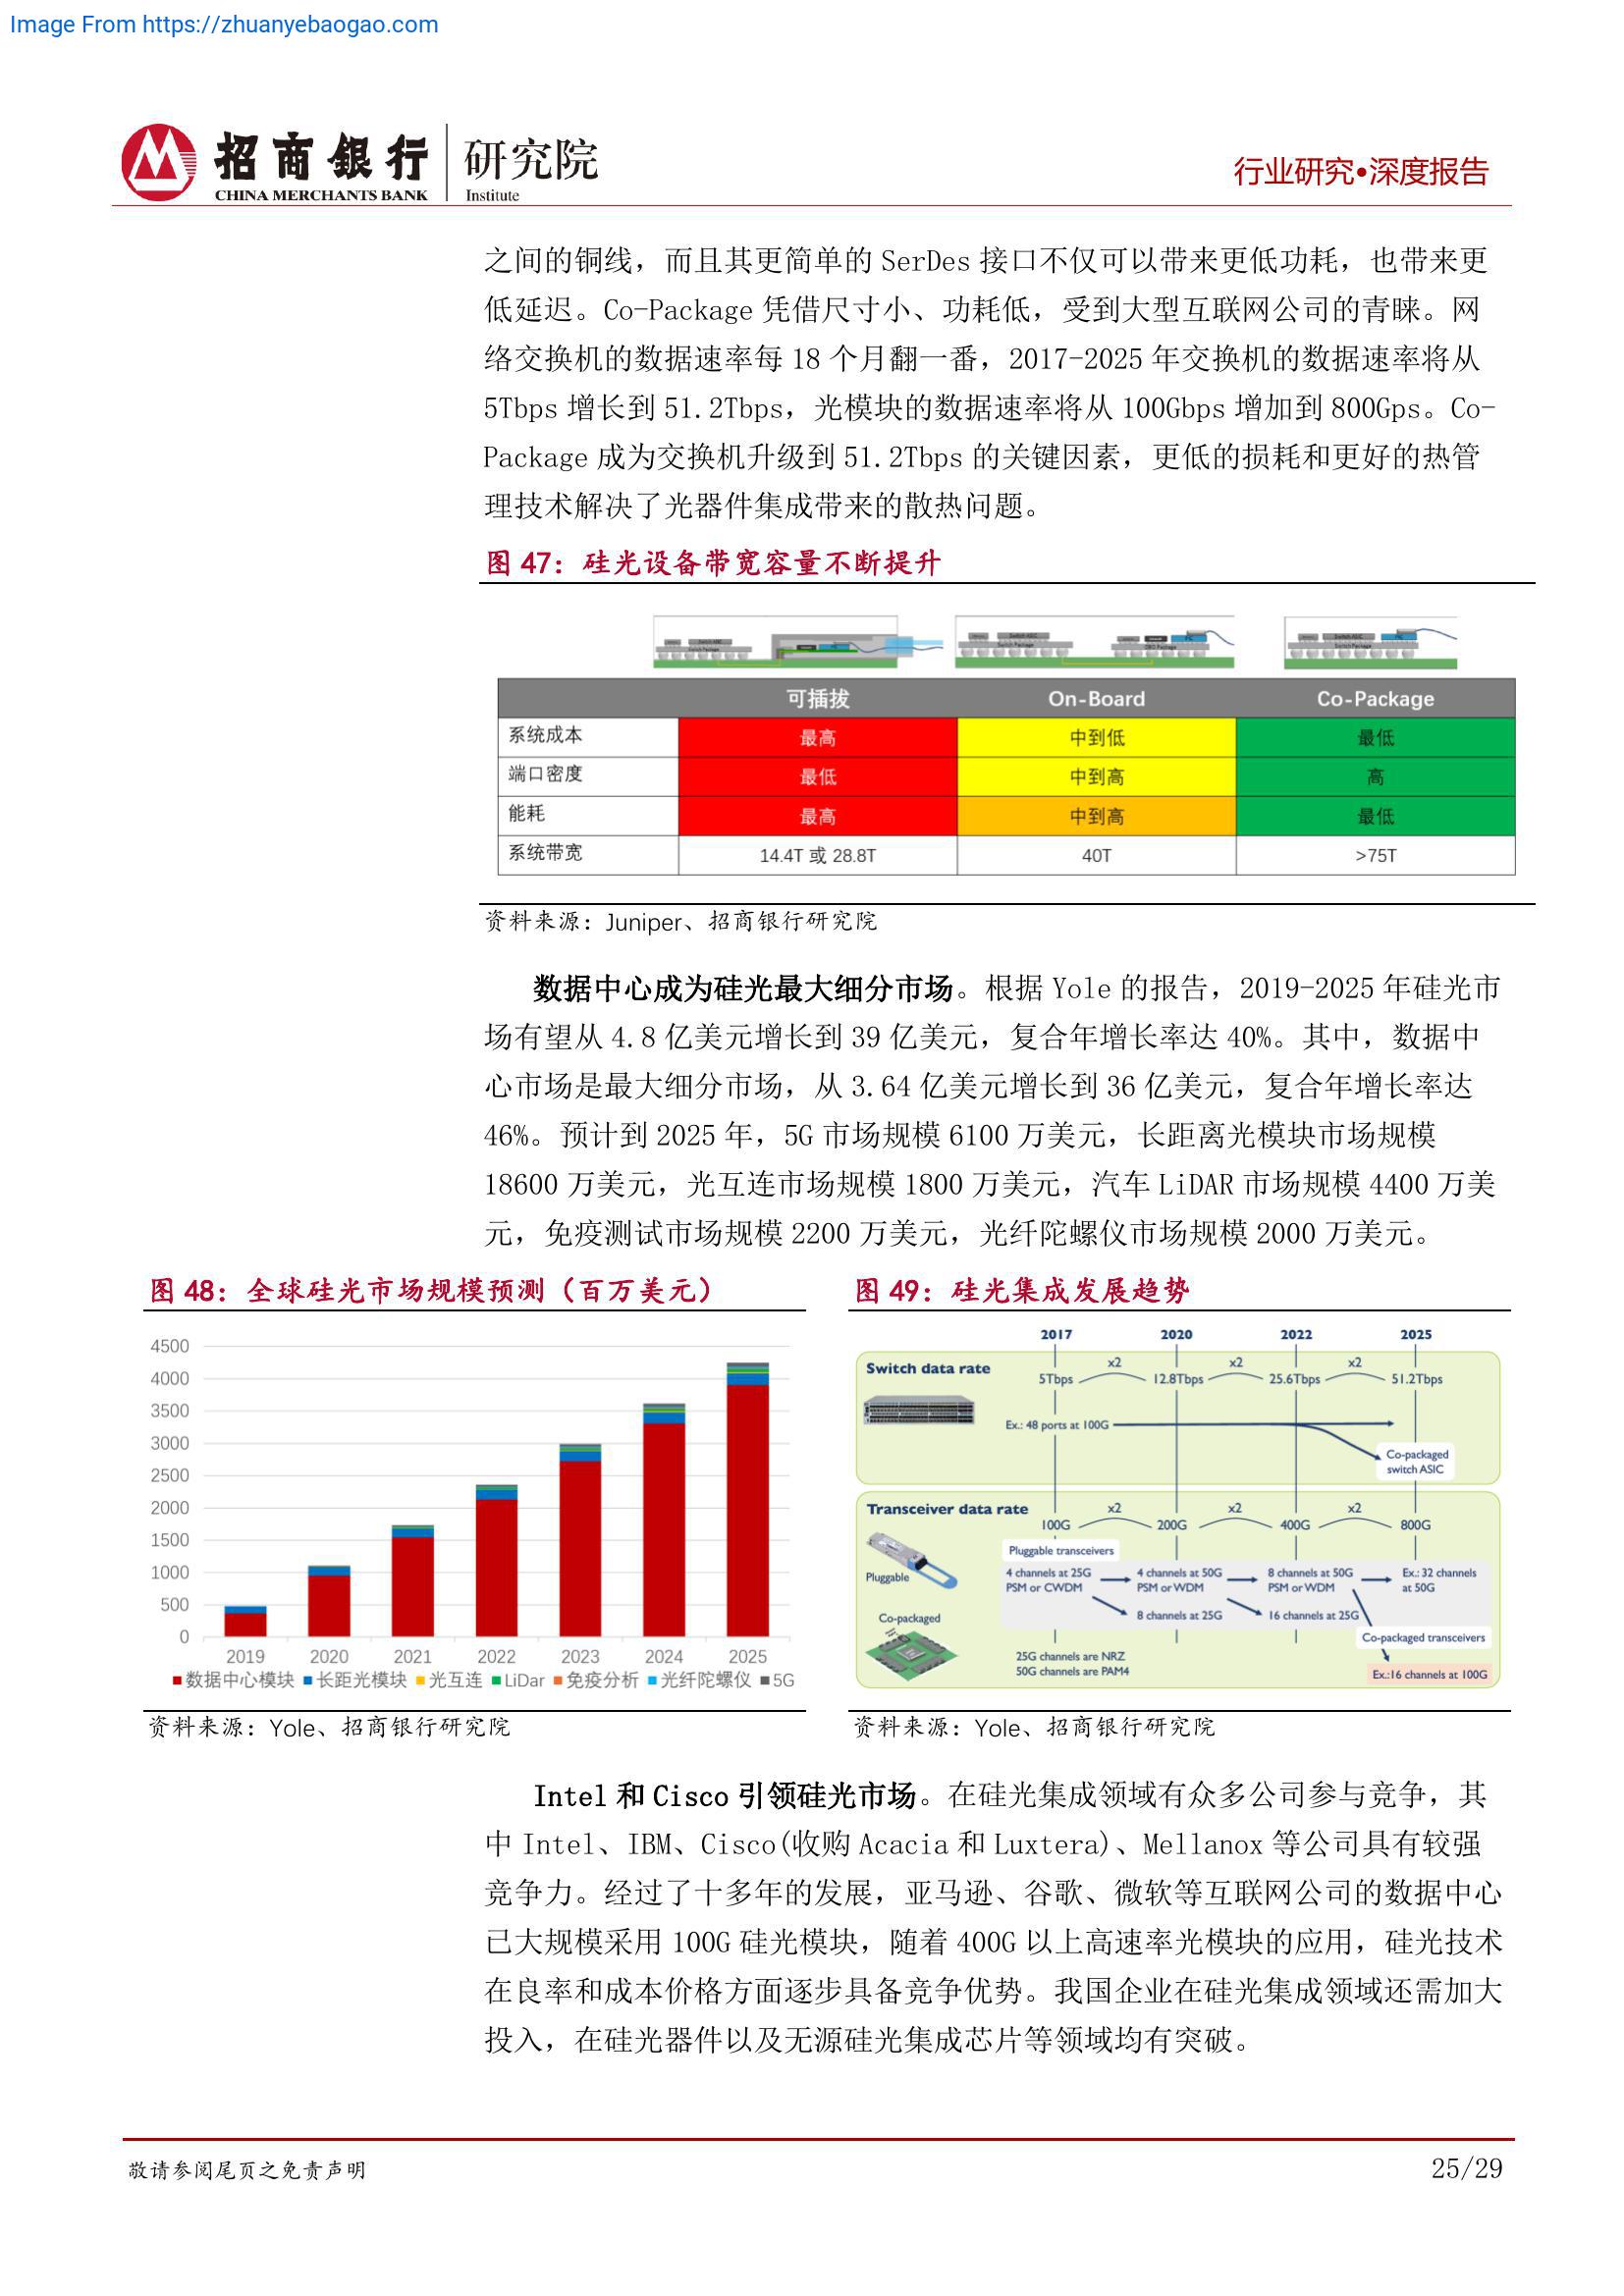 Image From https://zhuanyebaogao.com
招商銀行
CHINA MERCHANTS BANK
研究院
Institute
行业研究•深度报告
之间的铜线，而且其更简单的 SerDes 接口不仅可以带来更低功耗，也带来更
低延迟。Co-Package 凭借尺寸小、功耗低，受到大型互联网公司的青睐。网
络交换机的数据速率每 18 个月翻一番，2017-2025 年交换机的数据速率将从
5Tbps 增长到 51.2Tbps，光模块的数据速率将从 100Gbps 增加到 800Gps。Co-
Package 成为交换机升级到 51.2Tbps 的关键因素，更低的损耗和更好的热管
理技术解决了光器件集成带来的散热问题。
图 47：硅光设备带宽容量不断提升
可插拔 On-Board Co-Package
系统成本 最高 中到低 最低
端口密度 最低 中到高 高
能耗 最高 中到高 最低
系统带宽 14.4T 或 28.8T 40T >75T
资料来源：Juniper、招商银行研究院
数据中心成为硅光最大细分市场。根据 Yole 的报告，2019-2025 年硅光市
场有望从 4.8 亿美元增长到 39 亿美元，复合年增长率达 40%。其中，数据中
心市场是最大细分市场，从 3.64 亿美元增长到 36 亿美元，复合年增长率达
46%。预计到 2025 年，5G 市场规模 6100 万美元，长距离光模块市场规模
18600 万美元，光互连市场规模 1800 万美元，汽车 LiDAR 市场规模 4400 万美
元，免疫测试市场规模 2200 万美元，光纤陀螺仪市场规模 2000 万美元。
图 48：全球硅光市场规模预测（百万美元）
4500
4000
3500
3000
2500
2000
1500
1000
500
0
2019 2020 2021 2022 2023 2024 2025
数据中心模块 长距光模块 光互连 LiDar 免疫分析 光纤陀螺仪 5G
资料来源：Yole、招商银行研究院
图 49：硅光集成发展趋势
2017 2020 2022 2025
Switch data rate
x2 x2 x2
5Tbps 12.8Tbps 25.6Tbps 51.2Tbps
Ex.: 48 ports at 100G
Co-packaged
switch ASIC
Transceiver data rate
x2 x2 x2
100G 200G 400G 800G
Pluggable transceivers
Pluggable
4 channels at 25G 4 channels at 50G 8 channels at 50G Ex.: 32 channels
PSM or CWDM PSM or WDM PSM or WDM at 50G
8 channels at 25G 16 channels at 25G
Co-packaged
Co-packaged transceivers
25G channels are NRZ
50G channels are PAM4
Ex.:16 channels at 100G
资料来源：Yole、招商银行研究院
Intel 和 Cisco 引领硅光市场。在硅光集成领域有众多公司参与竞争，其
中 Intel、IBM、Cisco(收购 Acacia 和 Luxtera)、Mellanox 等公司具有较强
竞争力。经过了十多年的发展，亚马逊、谷歌、微软等互联网公司的数据中心
已大规模采用 100G 硅光模块，随着 400G 以上高速率光模块的应用，硅光技术
在良率和成本价格方面逐步具备竞争优势。我国企业在硅光集成领域还需加大
投入，在硅光器件以及无源硅光集成芯片等领域均有突破。
敬请参阅尾页之免责声明
25/29